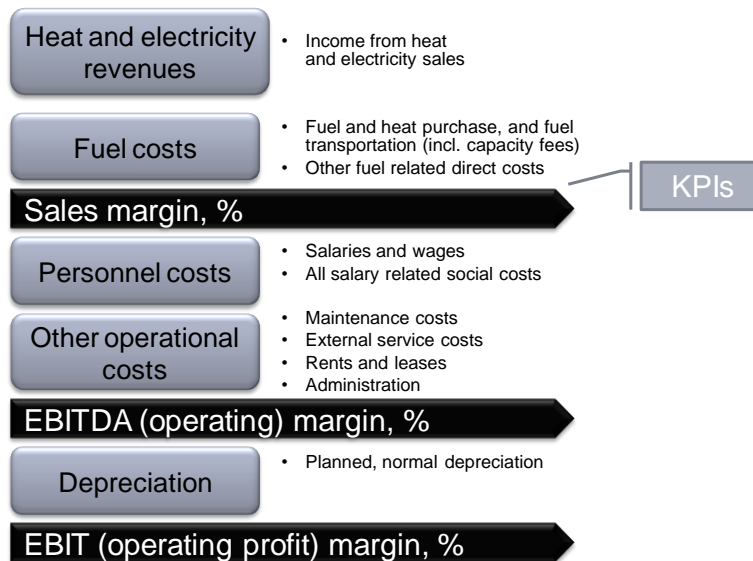 Heat and electricity
revenues
• Income from heat
and electricity sales
Fuel costs
• Fuel and heat purchase, and fuel
transportation (incl. capacity fees)
• Other fuel related direct costs
KPIs
Sales margin, %
Personnel costs
• Salaries and wages
• All salary related social costs
Other operational
costs
• Maintenance costs
• External service costs
• Rents and leases
• Administration
EBITDA (operating) margin, %
Depreciation
• Planned, normal depreciation
EBIT (operating profit) margin, %